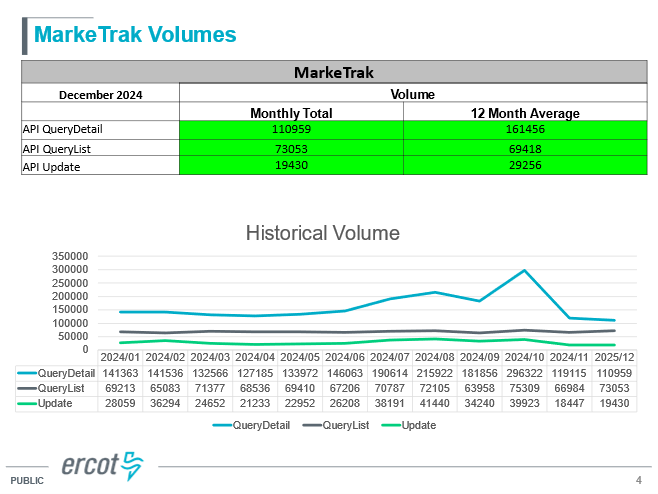 MarkeTrak Volumes
MarkeTrak
December 2024 Volume
Monthly Total 12 Month Average
API QueryDetail 110959 161456
API QueryList 73053 69418
API Update 19430 29256
Historical Volume
350000
300000
250000
200000
150000
100000
50000
0
2024/01 2024/02 2024/03 2024/04 2024/05 2024/06 2024/07 2024/08 2024/09 2024/10 2024/11 2025/12
QueryDetail 141363 141536 132566 127185 133972 146063 190614 215922 181856 296322 119115 110959
QueryList 69213 65083 71377 68536 69410 67206 70787 72105 63958 75309 66984 73053
Update 28059 36294 24652 21233 22952 26208 38191 41440 34240 39923 18447 19430
QueryDetail QueryList Update
ercot
PUBLIC 4